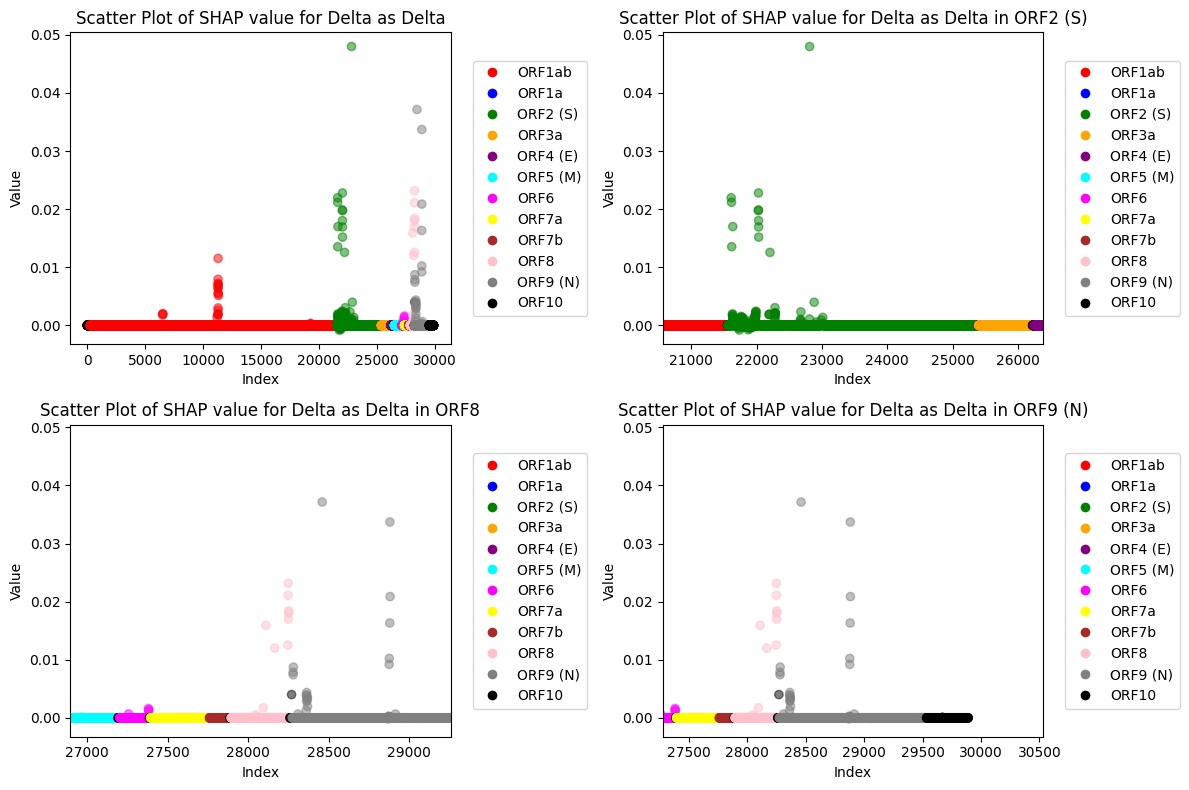 Scatter Plot of SHAP value for Delta as Delta
Value
0.05
0.04
0.03
0.02
0.01
0.00
0
5000
10000
15000
20000
25000
30000
Index
ORF1ab
ORF1a
ORF2 (S)
ORF3a
ORF4 (E)
ORF5 (M)
ORF6
ORF7a
ORF7b
ORF8
ORF9 (N)
ORF10
Scatter Plot of SHAP value for Delta as Delta in ORF2 (S)
Value
0.05
0.04
0.03
0.02
0.01
0.00
21000
22000
23000
24000
25000
26000
Index
ORF1ab
ORF1a
ORF2 (S)
ORF3a
ORF4 (E)
ORF5 (M)
ORF6
ORF7a
ORF7b
ORF8
ORF9 (N)
ORF10
Scatter Plot of SHAP value for Delta as Delta in ORF8
Value
0.05
0.04
0.03
0.02
0.01
0.00
27000
27500
28000
28500
29000
Index
ORF1ab
ORF1a
ORF2 (S)
ORF3a
ORF4 (E)
ORF5 (M)
ORF6
ORF7a
ORF7b
ORF8
ORF9 (N)
ORF10
Scatter Plot of SHAP value for Delta as Delta in ORF9 (N)
Value
0.05
0.04
0.03
0.02
0.01
0.00
27500
28000
28500
29000
29500
30000
30500
Index
ORF1ab
ORF1a
ORF2 (S)
ORF3a
ORF4 (E)
ORF5 (M)
ORF6
ORF7a
ORF7b
ORF8
ORF9 (N)
ORF10